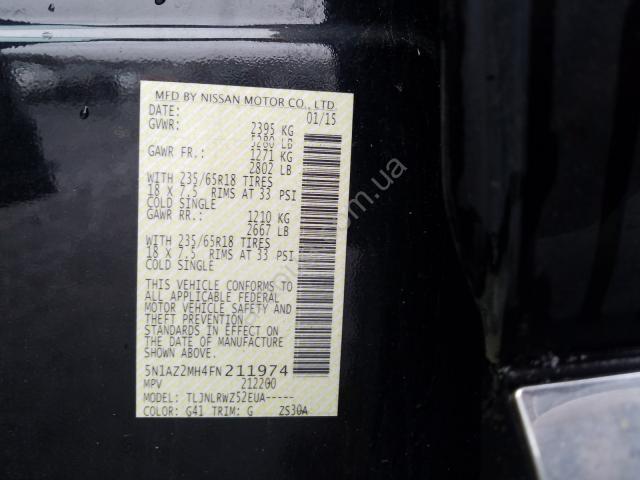 MFD BY NISSAN MOTOR CO., LTD.
DATE: 01/15
GVWR: 2395 KG
5280 LB
GAWR FR.: 1271 KG
2802 LB
WITH 235/65R18 TIRES
18 X 7.5 RIMS AT 33 PSI
COLD SINGLE
GAWR RR.: 1210 KG
2667 LB
WITH 235/65R18 TIRES
18 X 7.5 RIMS AT 33 PSI
COLD SINGLE
THIS VEHICLE CONFORMS TO
ALL APPLICABLE FEDERAL
MOTOR VEHICLE SAFETY AND
THEFT PREVENTION
STANDARDS IN EFFECT ON
THE DATE OF MANUFACTURE
SHOWN ABOVE.
5N1AZ2MH4FN211974
MPV 212200
MODEL: TLJNLRWZ52EUA-----
COLOR: G41 TRIM: G ZS30A